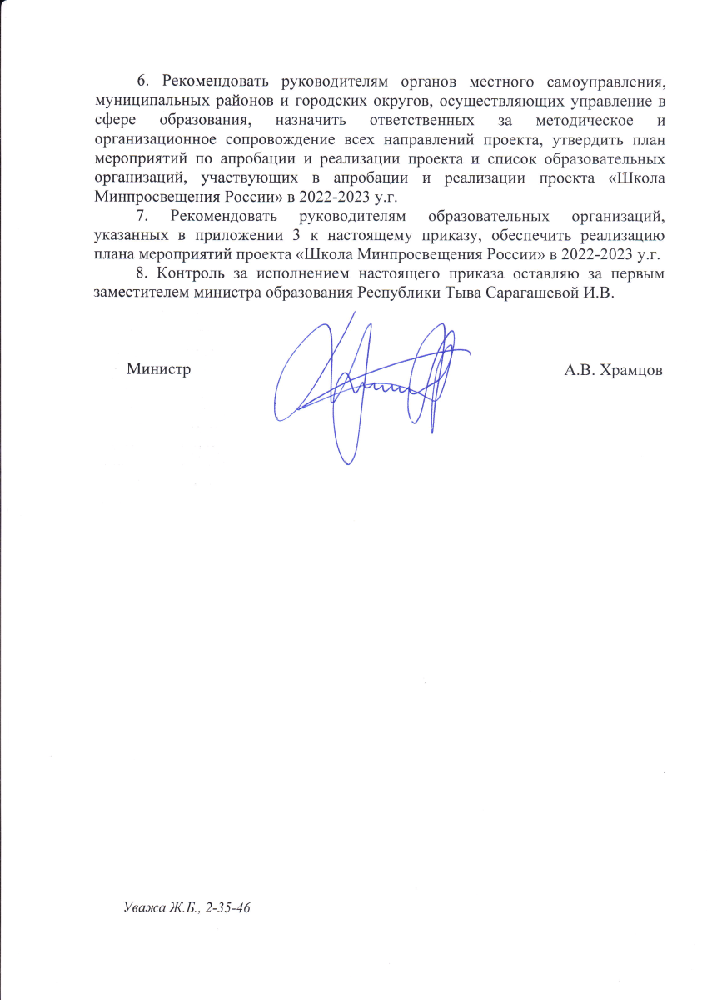 6. Рекомендовать руководителям органов местного самоуправления,
муниципальных районов и городских округов, осуществляющих управление в
сфере образования, назначить ответственных за методическое и
организационное сопровождение всех направлений проекта, утвердить план
мероприятий по апробации и реализации проекта и список образовательных
организаций, участвующих в апробации и реализации проекта «Школа
Минпросвещения России» в 2022-2023 у.г.
7. Рекомендовать руководителям образовательных организаций,
указанных в приложении 3 к настоящему приказу, обеспечить реализацию
плана мероприятий проекта «Школа Минпросвещения России» в 2022-2023 у.г.
8. Контроль за исполнением настоящего приказа оставляю за первым
заместителем министра образования Республики Тыва Сарагашевой И.В.
Министр А.В. Храмцов
Уважа Ж.Б., 2-35-46